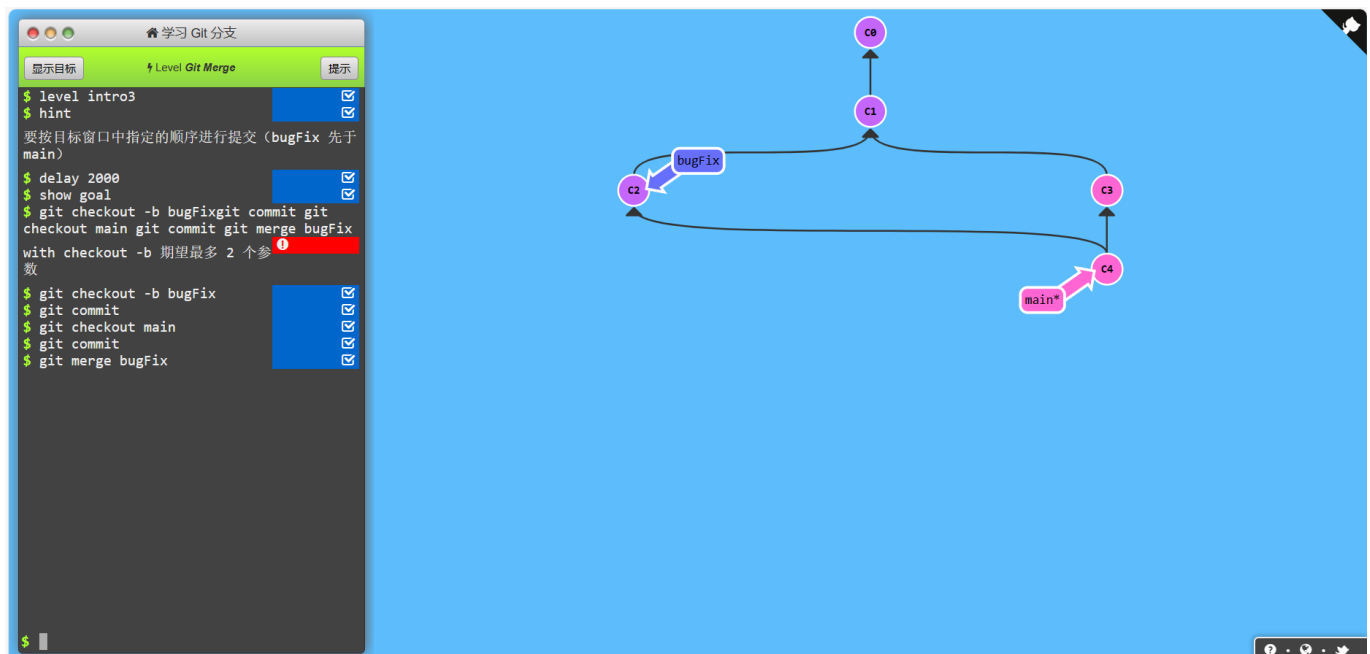 学习 Git 分支
显示目标
Level Git Merge
提示
$ level intro3
$ hint
要按目标窗口中指定的顺序进行提交（bugFix 先于
main）
$ delay 2000
$ show goal
$ git checkout -b bugFixgit commit git
checkout main git commit git merge bugFix
with checkout -b 期望最多 2 个参
数
$ git checkout -b bugFix
$ git commit
$ git checkout main
$ git commit
$ git merge bugFix
$
C0
C1
bugFix
C2
C3
C4
main*